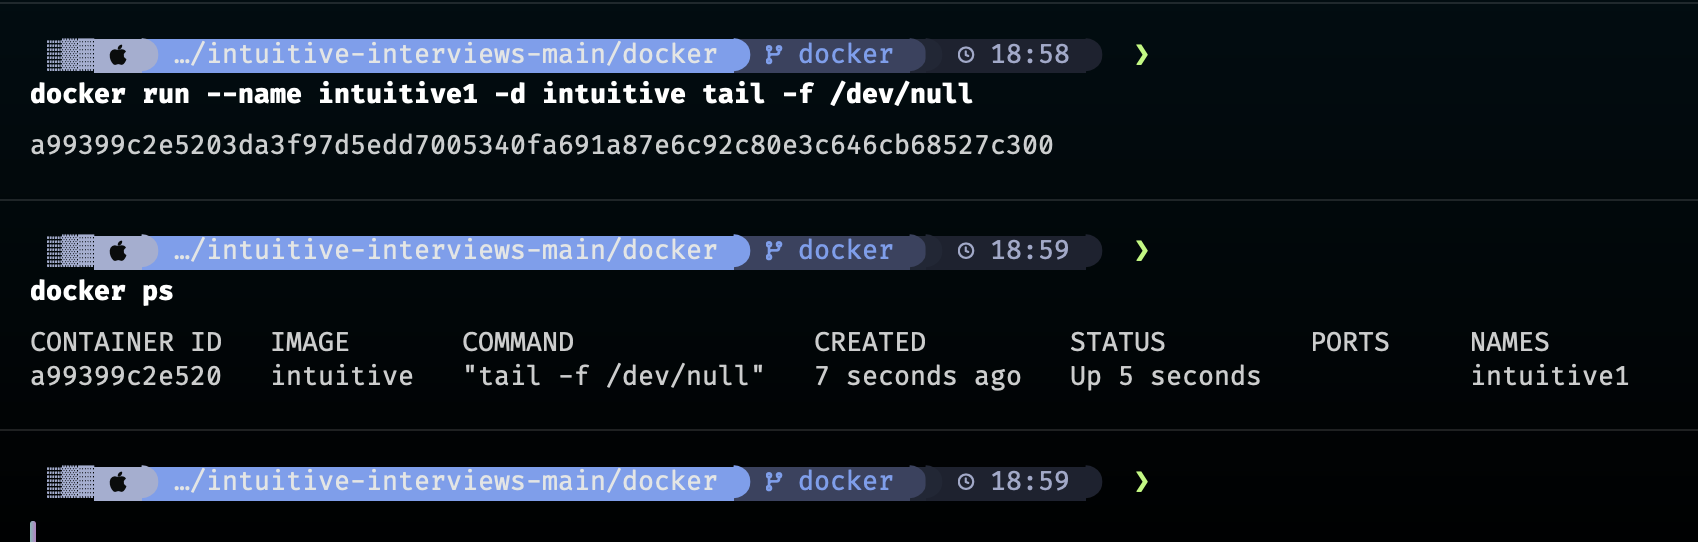 …/intuitive-interviews-main/docker docker 18:58 ❯
docker run --name intuitive1 -d intuitive tail -f /dev/null
a99399c2e5203da3f97d5edd7005340fa691a87e6c92c80e3c646cb68527c300
…/intuitive-interviews-main/docker docker 18:59 ❯
docker ps
CONTAINER ID IMAGE COMMAND CREATED STATUS PORTS NAMES
a99399c2e520 intuitive "tail -f /dev/null" 7 seconds ago Up 5 seconds intuitive1
…/intuitive-interviews-main/docker docker 18:59 ❯